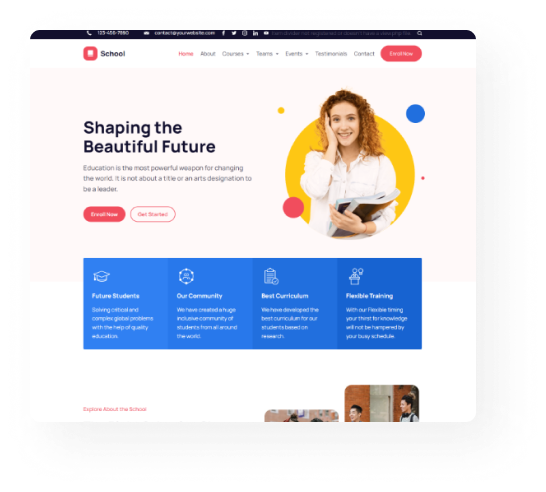 123-456-7890 contact@yourwebsite.com
School Home About Courses Teams Events Testimonials Contact Enroll Now
Shaping the
Beautiful Future
Education is the most powerful weapon for changing
the world. It is not about a title or an arts designation to
be a leader.
Enroll Now Get Started
Future Students Our Community Best Curriculum Flexible Training
Solving critical and We have created a huge We have developed the With our Flexible timing
complex global problems inclusive community of best curriculum for our your thirst for knowledge
with the help of quality students from all around students based on will not be hampered by
education. the world. research. your busy schedule.
Explore About the School